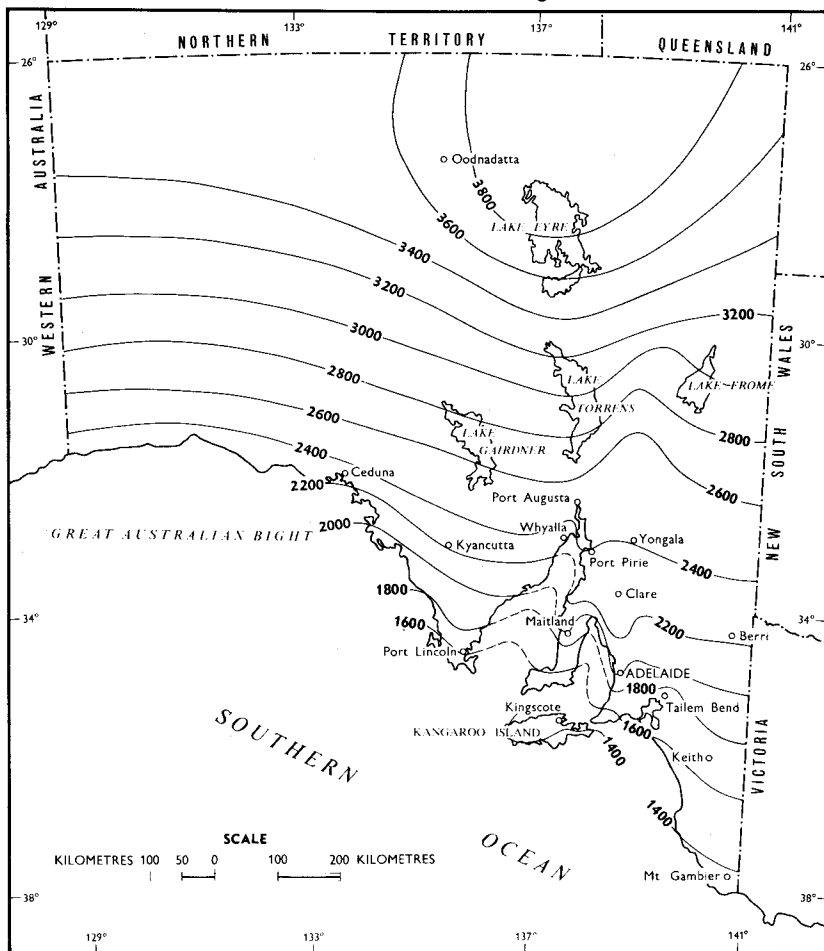 129°
133°
137°
141°
NORTHERN TERRITORY
QUEENSLAND
26°
26°
WESTERN AUSTRALIA
Oodnadatta
3800
3600
LAKE EYRE
3400
3200
3200
3000
30°
30°
LAKE TORRENS
LAKE FROME
2800
2800
NEW SOUTH WALES
2600
LAKE GAIRDNER
2600
2400
Ceduna
2200
Port Augusta
GREAT AUSTRALIAN BIGHT
2000
Whyalla
Yongala
Kyancutta
Port Pirie
2400
1800
Clare
34°
34°
1600
Maitland
2200
Berri
Port Lincoln
ADELAIDE
1800
Tailem Bend
Kingscote
1600
KANGAROO ISLAND
1400
Keith
VICTORIA
SOUTHERN OCEAN
1400
SCALE
KILOMETRES 100 50 0 100 200 KILOMETRES
Mt Gambier
38°
38°
129°
133°
137°
141°